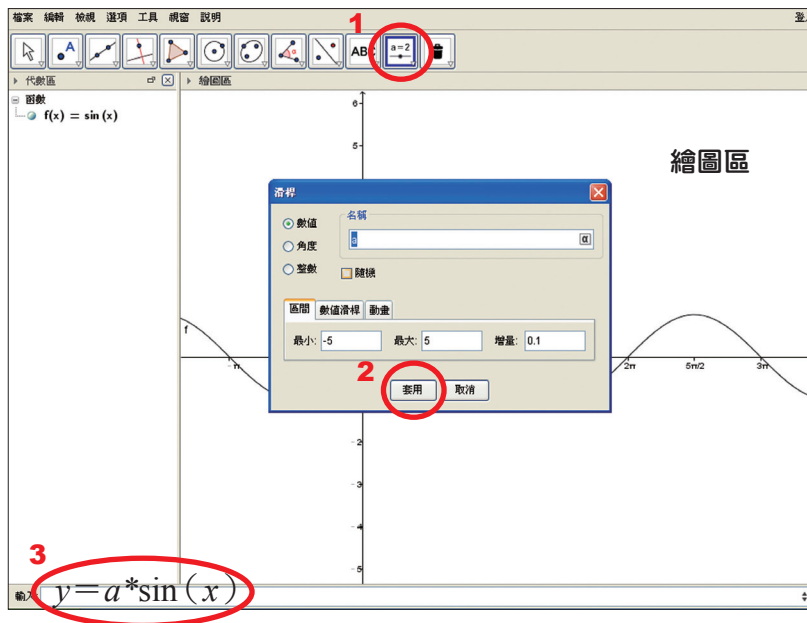 檔案 編輯 檢視 選項 工具 視窗 說明
1
A
ABC
a=2
代數區
繪圖區
函數
f(x) = sin (x)
6
5
繪圖區
滑桿
數值
角度
整數
名稱
a
α
隨機
區間 數值滑桿 動畫
最小: -5 最大: 5 增量: 0.1
2
套用 取消
f
-π
2π
5π/2
3π
-2
-3
-4
-5
3
輸入:
y=a*sin(x)